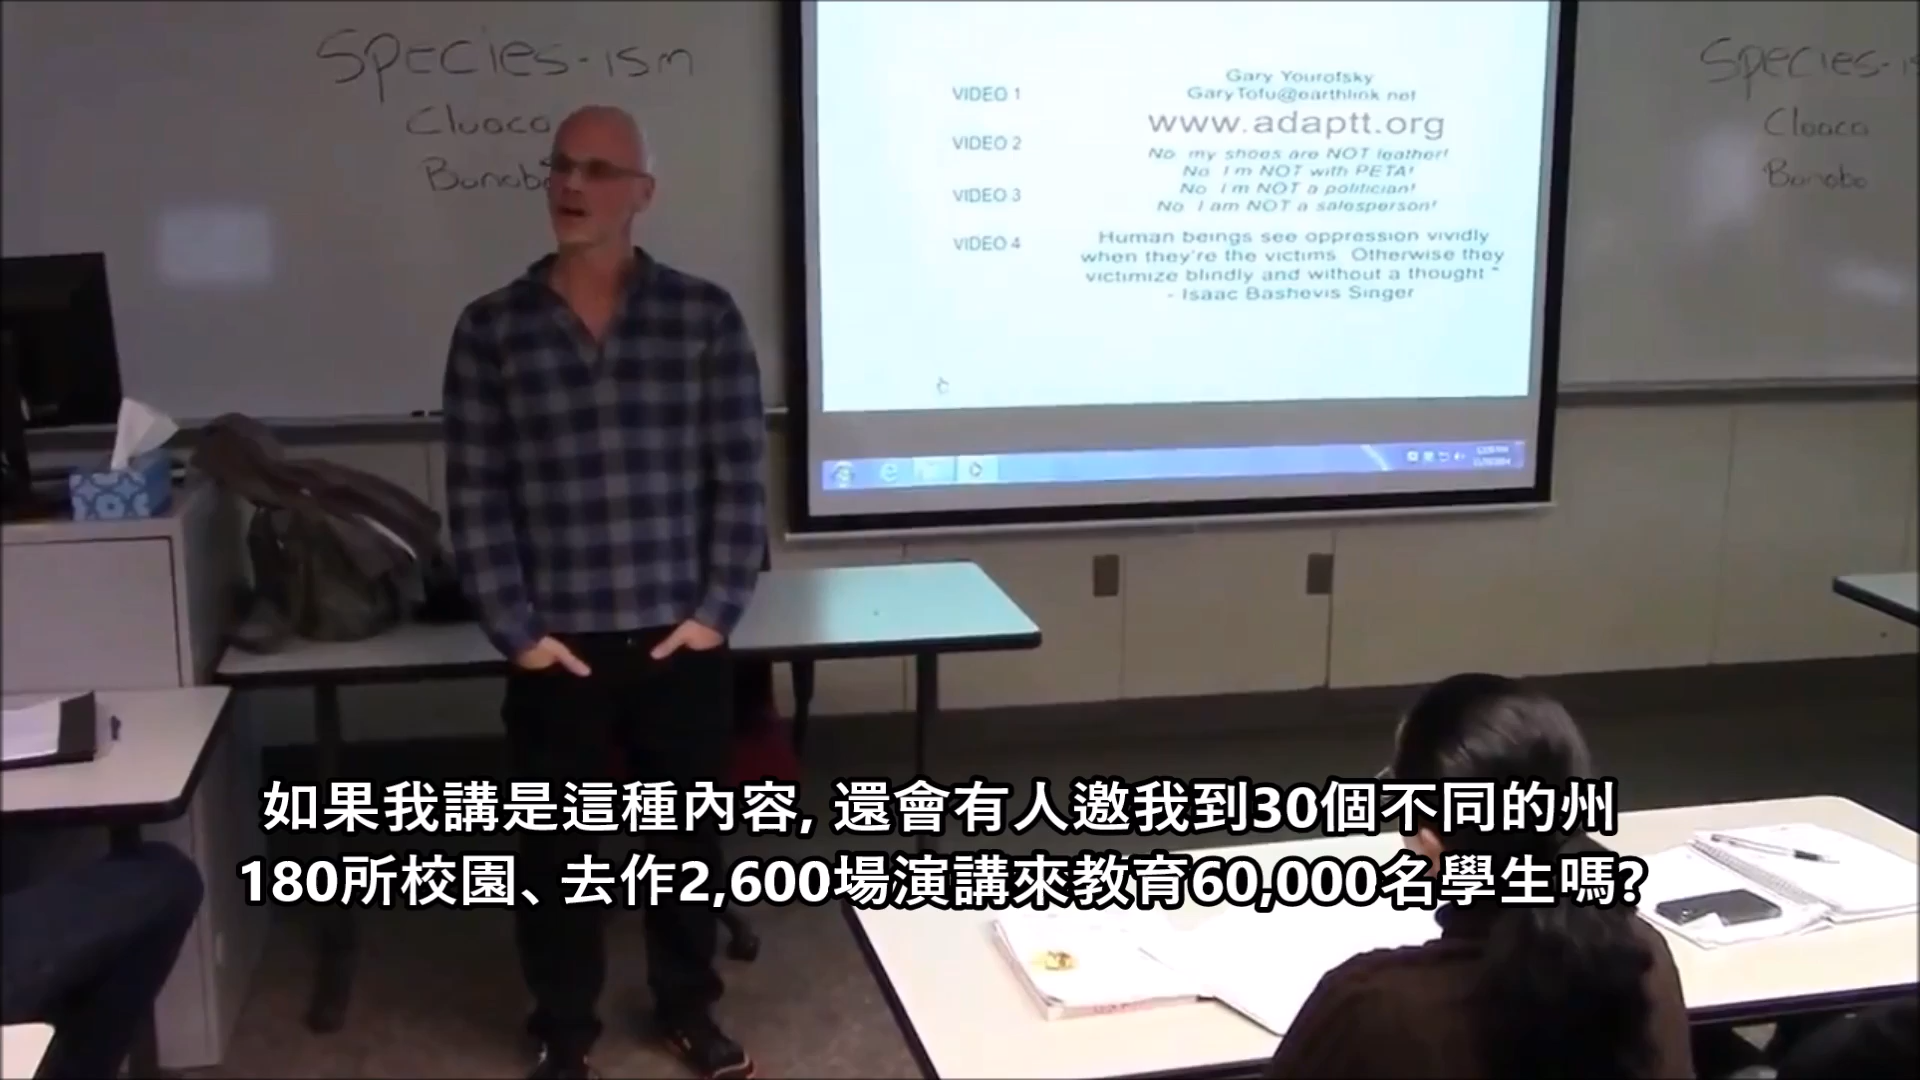 Species-ism
Cluaca
Bonobo
VIDEO 1
VIDEO 2
VIDEO 3
VIDEO 4
Gary Yourofsky
GaryTofu@earthlink.net
www.adaptt.org
No, my shoes are NOT leather!
No, I'm NOT with PETA!
No, I'm NOT a politician!
No, I am NOT a salesperson!
Human beings see oppression vividly
when they're the victims. Otherwise they
victimize blindly and without a thought."
- Isaac Bashevis Singer
Species-is
Cloaca
Bonobo
如果我講是這種內容, 還會有人邀我到30個不同的州
180所校園、去作2,600場演講來教育60,000名學生嗎?